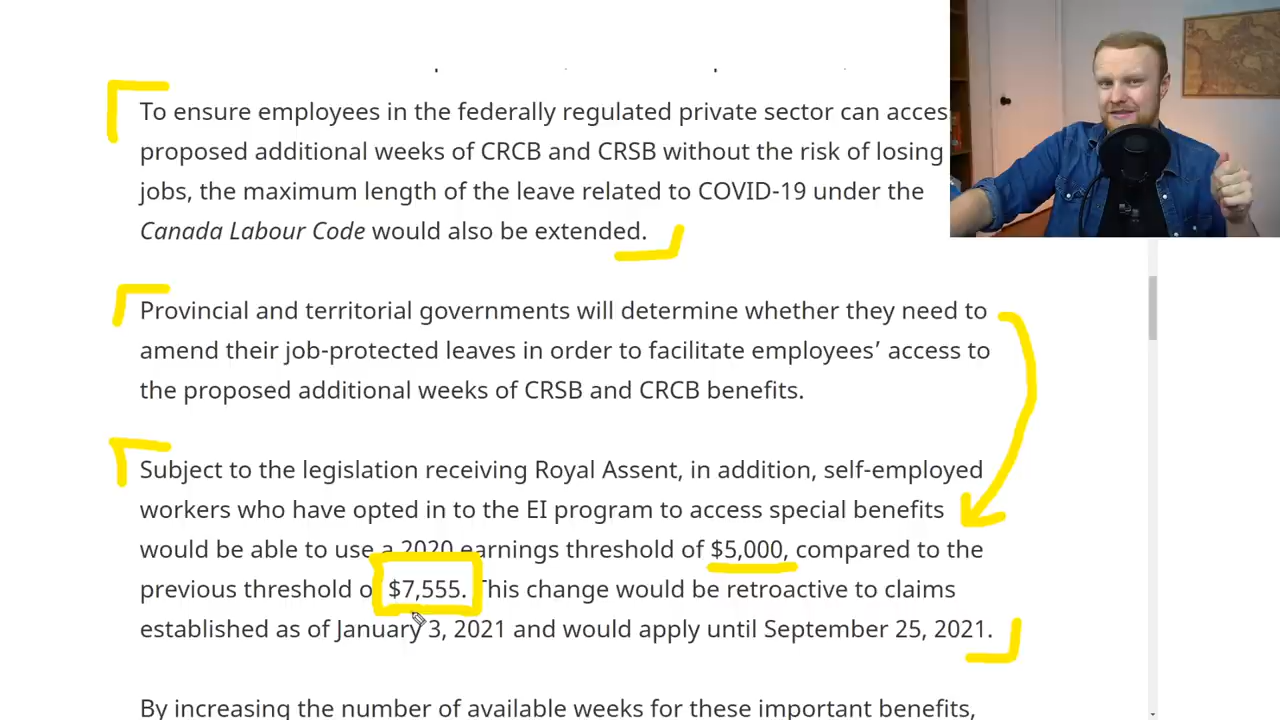 To ensure employees in the federally regulated private sector can acces
proposed additional weeks of CRCB and CRSB without the risk of losing
jobs, the maximum length of the leave related to COVID-19 under the
Canada Labour Code would also be extended.
Provincial and territorial governments will determine whether they need to
amend their job-protected leaves in order to facilitate employees’ access to
the proposed additional weeks of CRSB and CRCB benefits.
Subject to the legislation receiving Royal Assent, in addition, self-employed
workers who have opted in to the EI program to access special benefits
would be able to use a 2020 earnings threshold of $5,000, compared to the
previous threshold of $7,555. This change would be retroactive to claims
established as of January 3, 2021 and would apply until September 25, 2021.
By increasing the number of available weeks for these important benefits,